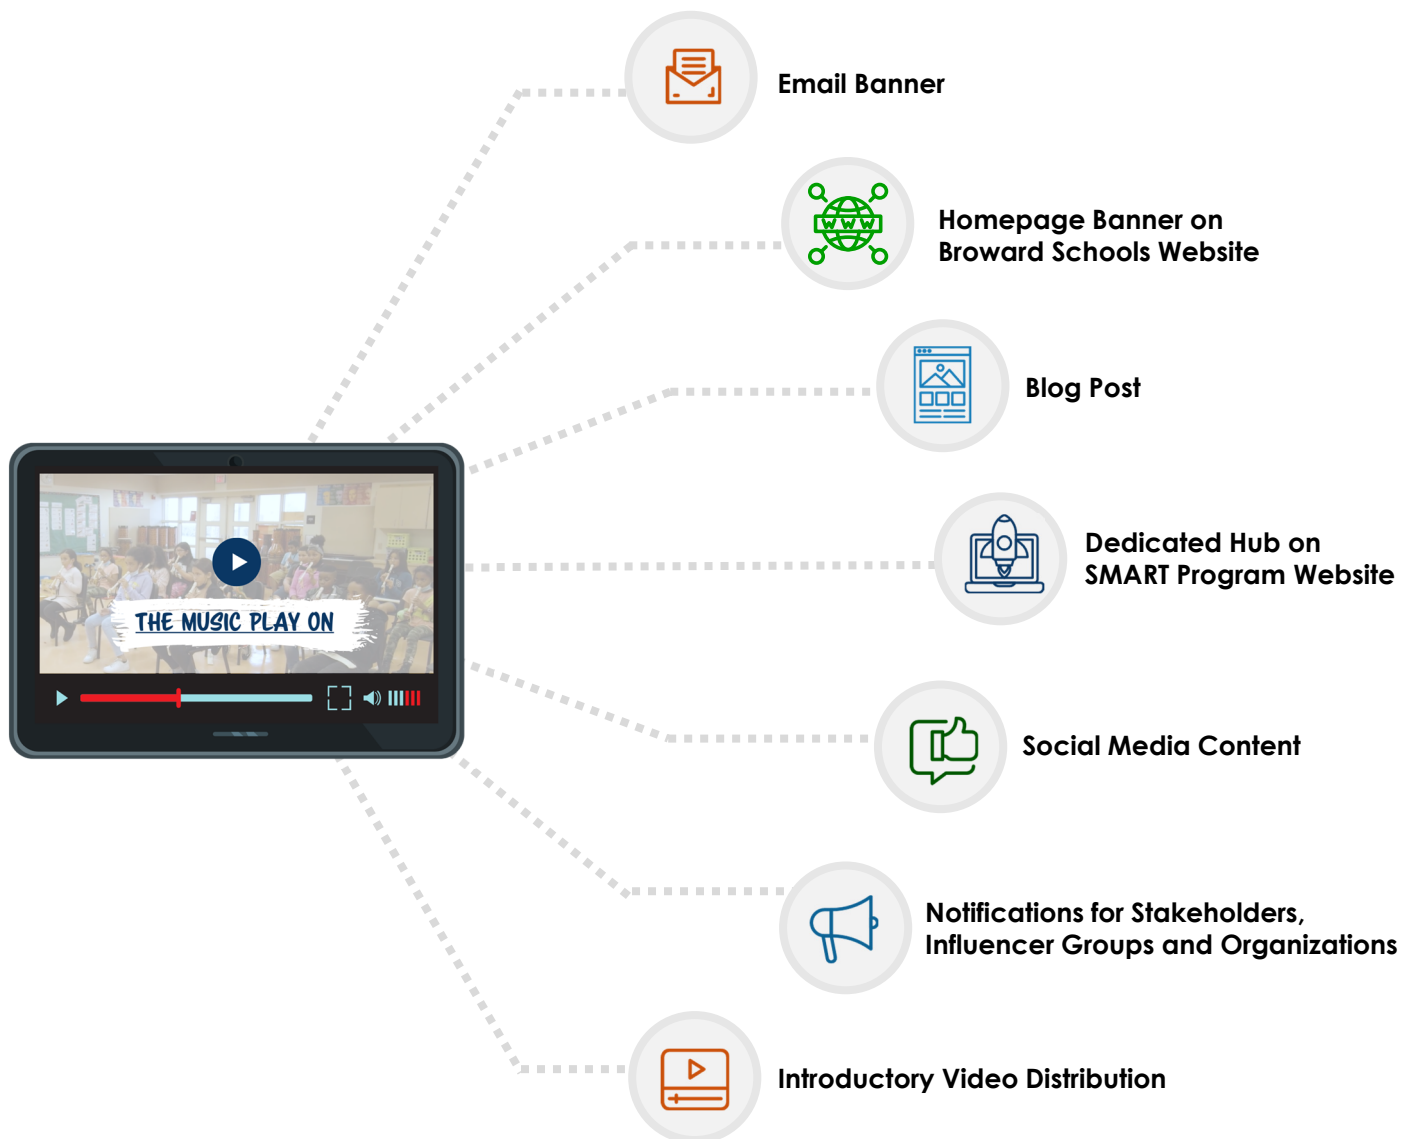 Email Banner
WWW
Homepage Banner on
Broward Schools Website
Blog Post
Dedicated Hub on
SMART Program Website
THE MUSIC PLAY ON
Social Media Content
Notifications for Stakeholders,
Influencer Groups and Organizations
Introductory Video Distribution